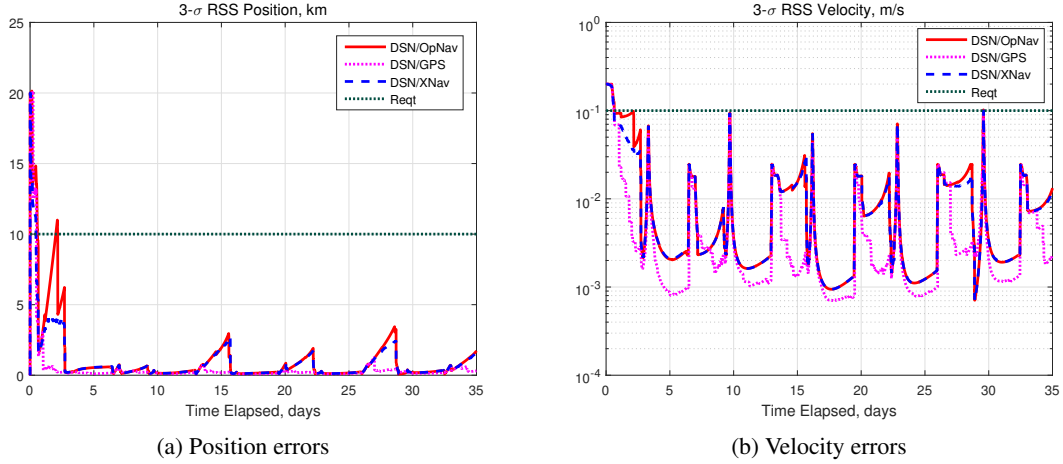 3-σ RSS Position, km
25
20
15
10
5
0
DSN/OpNav
DSN/GPS
DSN/XNav
Reqt
0 5 10 15 20 25 30 35
Time Elapsed, days
(a) Position errors
3-σ RSS Velocity, m/s
10^0
10^-1
10^-2
10^-3
10^-4
DSN/OpNav
DSN/GPS
DSN/XNav
Reqt
0 5 10 15 20 25 30 35
Time Elapsed, days
(b) Velocity errors